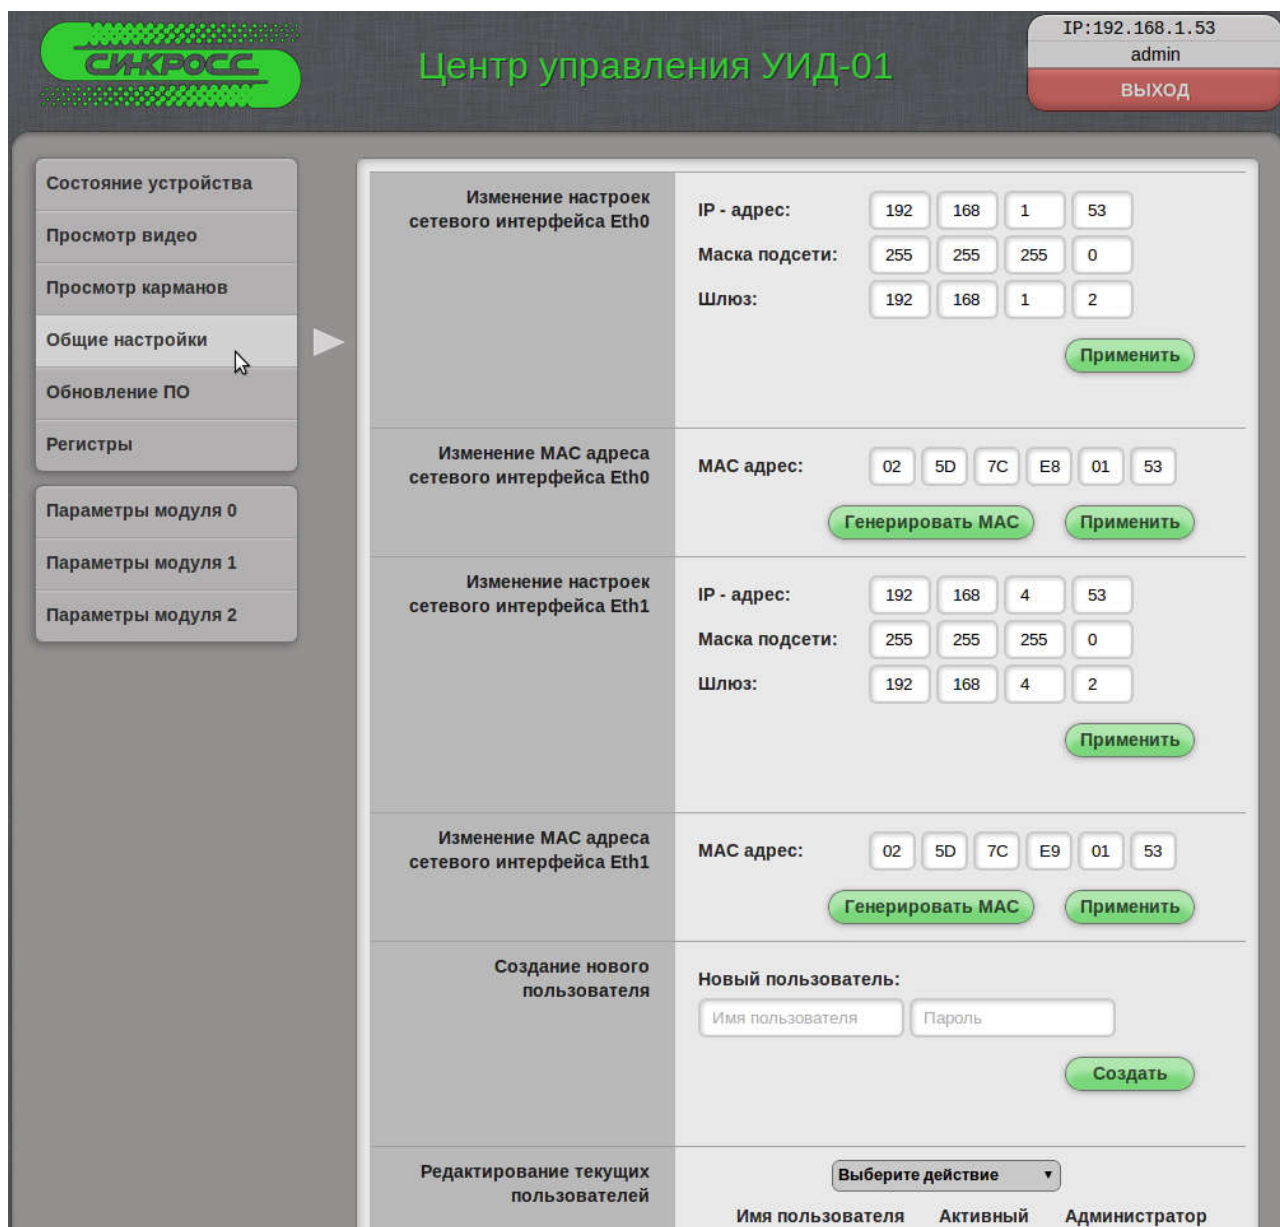 СИ-КРОСС
Центр управления УИД-01
IP:192.168.1.53
admin
ВЫХОД
Состояние устройства
Просмотр видео
Просмотр карманов
Общие настройки
Обновление ПО
Регистры
Параметры модуля 0
Параметры модуля 1
Параметры модуля 2
Изменение настроек
сетевого интерфейса Eth0
IP - адрес: 192 168 1 53
Маска подсети: 255 255 255 0
Шлюз: 192 168 1 2
Применить
Изменение MAC адреса
сетевого интерфейса Eth0
MAC адрес: 02 5D 7C E8 01 53
Генерировать MAC Применить
Изменение настроек
сетевого интерфейса Eth1
IP - адрес: 192 168 4 53
Маска подсети: 255 255 255 0
Шлюз: 192 168 4 2
Применить
Изменение MAC адреса
сетевого интерфейса Eth1
MAC адрес: 02 5D 7C E9 01 53
Генерировать MAC Применить
Создание нового
пользователя
Новый пользователь:
Имя пользователя Пароль
Создать
Редактирование текущих
пользователей
Выберите действие
Имя пользователя Активный Администратор